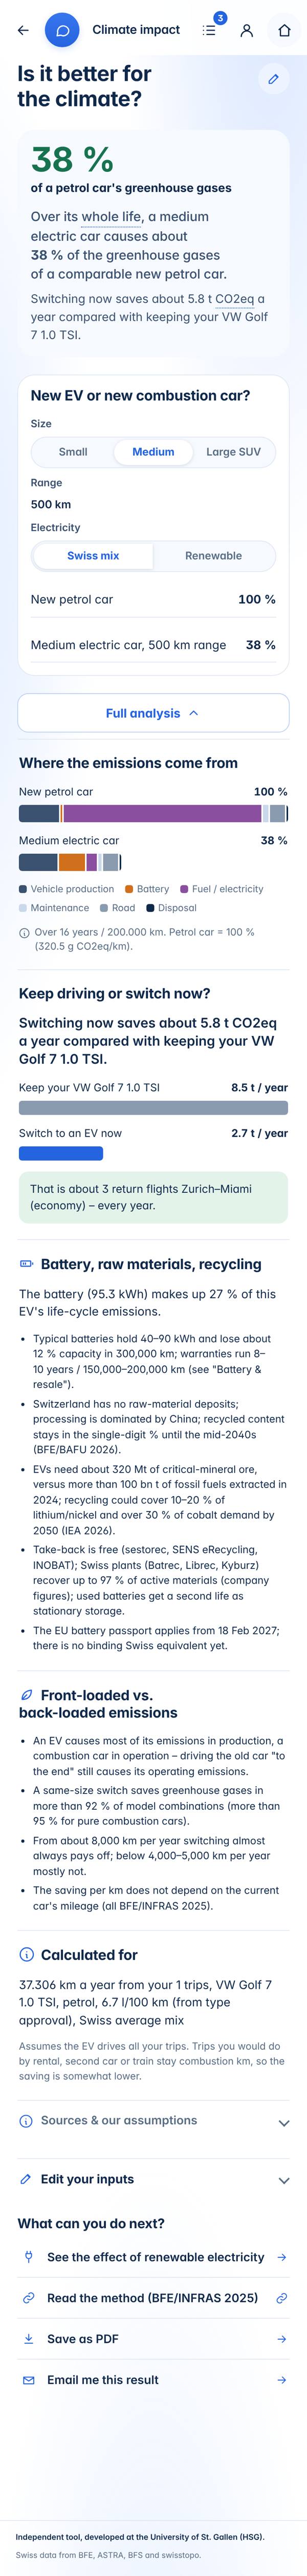 Climate impact
3
Is it better for
the climate?
38 %
of a petrol car's greenhouse gases
Over its whole life, a medium
electric car causes about
38 % of the greenhouse gases
of a comparable new petrol car.
Switching now saves about 5.8 t CO2eq a
year compared with keeping your VW Golf
7 1.0 TSI.
New EV or new combustion car?
Size
Small Medium Large SUV
Range
500 km
Electricity
Swiss mix Renewable
New petrol car 100 %
Medium electric car, 500 km range 38 %
Full analysis
Where the emissions come from
New petrol car 100 %
Medium electric car 38 %
Vehicle production Battery Fuel / electricity
Maintenance Road Disposal
Over 16 years / 200.000 km. Petrol car = 100 %
(320.5 g CO2eq/km).
Keep driving or switch now?
Switching now saves about 5.8 t CO2eq
a year compared with keeping your VW
Golf 7 1.0 TSI.
Keep your VW Golf 7 1.0 TSI 8.5 t / year
Switch to an EV now 2.7 t / year
That is about 3 return flights Zurich–Miami
(economy) – every year.
Battery, raw materials, recycling
The battery (95.3 kWh) makes up 27 % of this
EV's life-cycle emissions.
• Typical batteries hold 40–90 kWh and lose about
12 % capacity in 300,000 km; warranties run 8–
10 years / 150,000–200,000 km (see "Battery &
resale").
• Switzerland has no raw-material deposits;
processing is dominated by China; recycled content
stays in the single-digit % until the mid-2040s
(BFE/BAFU 2026).
• EVs need about 320 Mt of critical-mineral ore,
versus more than 100 bn t of fossil fuels extracted in
2024; recycling could cover 10–20 % of
lithium/nickel and over 30 % of cobalt demand by
2050 (IEA 2026).
• Take-back is free (sestorec, SENS eRecycling,
INOBAT); Swiss plants (Batrec, Librec, Kyburz)
recover up to 97 % of active materials (company
figures); used batteries get a second life as
stationary storage.
• The EU battery passport applies from 18 Feb 2027;
there is no binding Swiss equivalent yet.
Front-loaded vs.
back-loaded emissions
• An EV causes most of its emissions in production, a
combustion car in operation – driving the old car "to
the end" still causes its operating emissions.
• A same-size switch saves greenhouse gases in
more than 92 % of model combinations (more than
95 % for pure combustion cars).
• From about 8,000 km per year switching almost
always pays off; below 4,000–5,000 km per year
mostly not.
• The saving per km does not depend on the current
car's mileage (all BFE/INFRAS 2025).
Calculated for
37.306 km a year from your 1 trips, VW Golf 7
1.0 TSI, petrol, 6.7 l/100 km (from type
approval), Swiss average mix
Assumes the EV drives all your trips. Trips you would do
by rental, second car or train stay combustion km, so the
saving is somewhat lower.
Sources & our assumptions
Edit your inputs
What can you do next?
See the effect of renewable electricity
Read the method (BFE/INFRAS 2025)
Save as PDF
Email me this result
Independent tool, developed at the University of St. Gallen (HSG).
Swiss data from BFE, ASTRA, BFS and swisstopo.